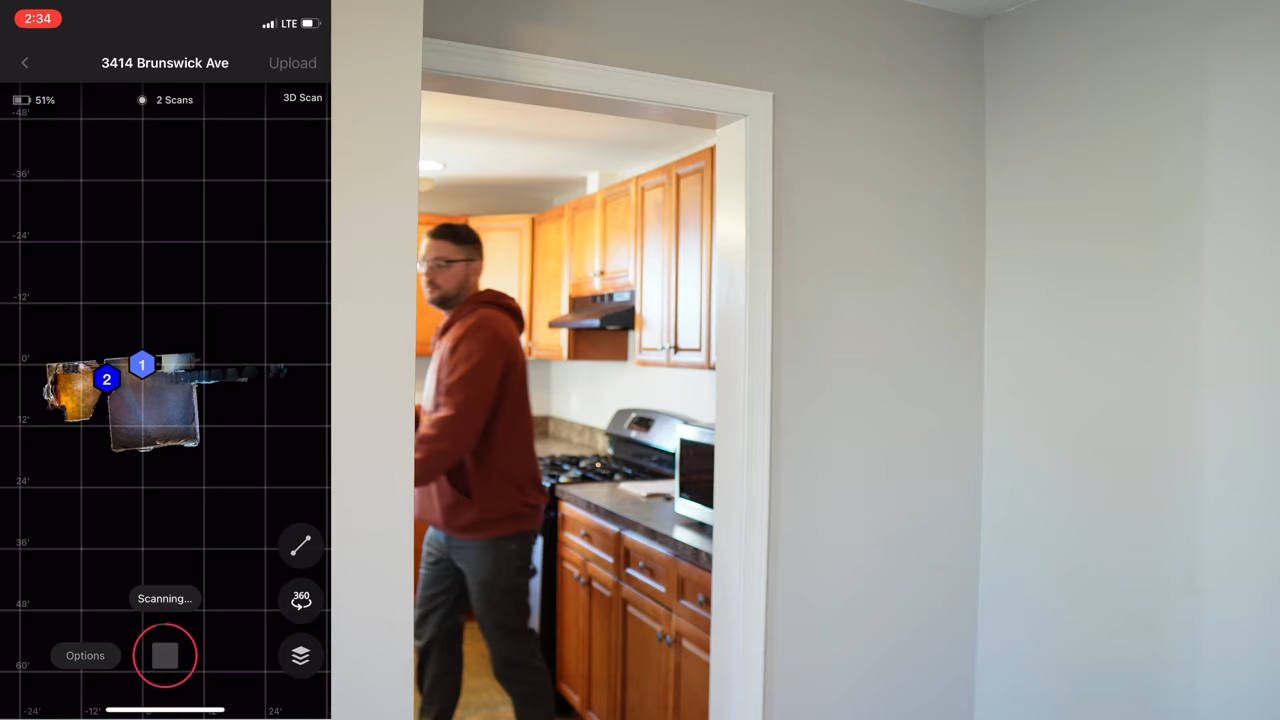 2:34 LTE
3414 Brunswick Ave Upload
51% 2 Scans 3D Scan
-48'
-36'
-24'
-12'
0'
1
2
12'
24'
36'
48'
Scanning...
360
Options
60'
-24' -12' 0' 24'